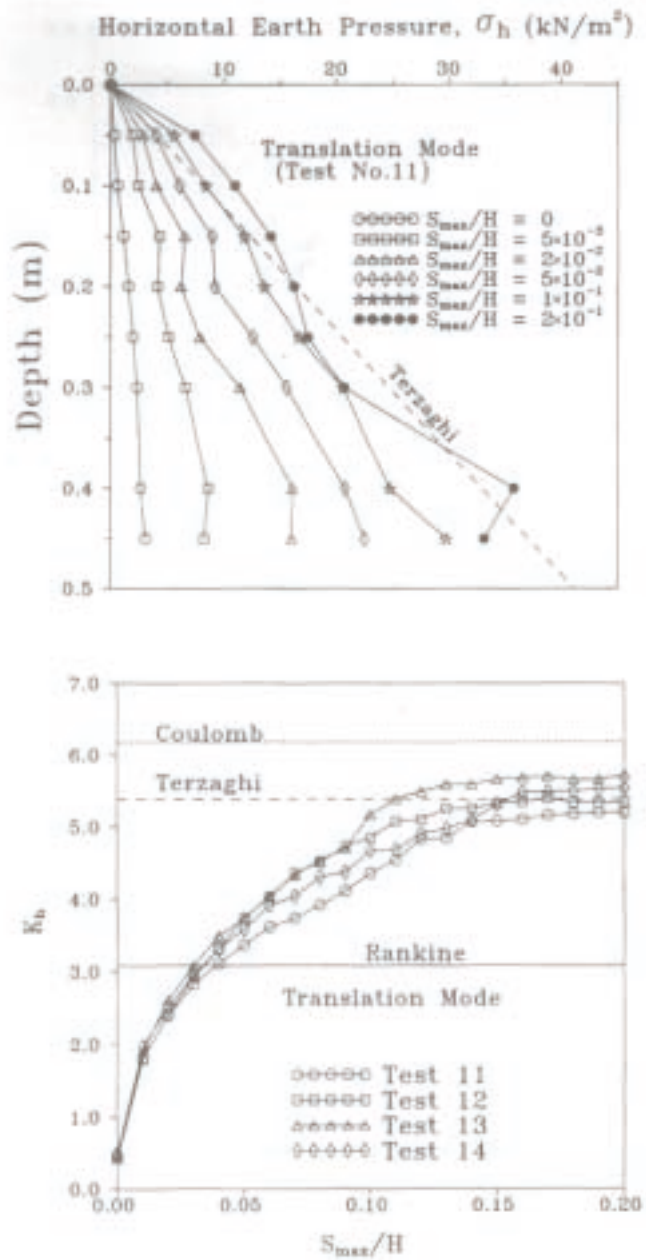 Horizontal Earth Pressure, σh (kN/m²)
0 10 20 30 40
0.0
Translation Mode
(Test No.11)
0.1
Smax/H = 0
Smax/H = 5×10⁻³
Smax/H = 2×10⁻²
0.2
Smax/H = 5×10⁻²
Smax/H = 1×10⁻¹
Smax/H = 2×10⁻¹
Depth (m)
0.3
Terzaghi
0.4
0.5
7.0
Coulomb
6.0
Terzaghi
5.0
4.0
Kh
Rankine
3.0
Translation Mode
2.0
Test 11
Test 12
1.0
Test 13
Test 14
0.0
0.00 0.05 0.10 0.15 0.20
Smax/H